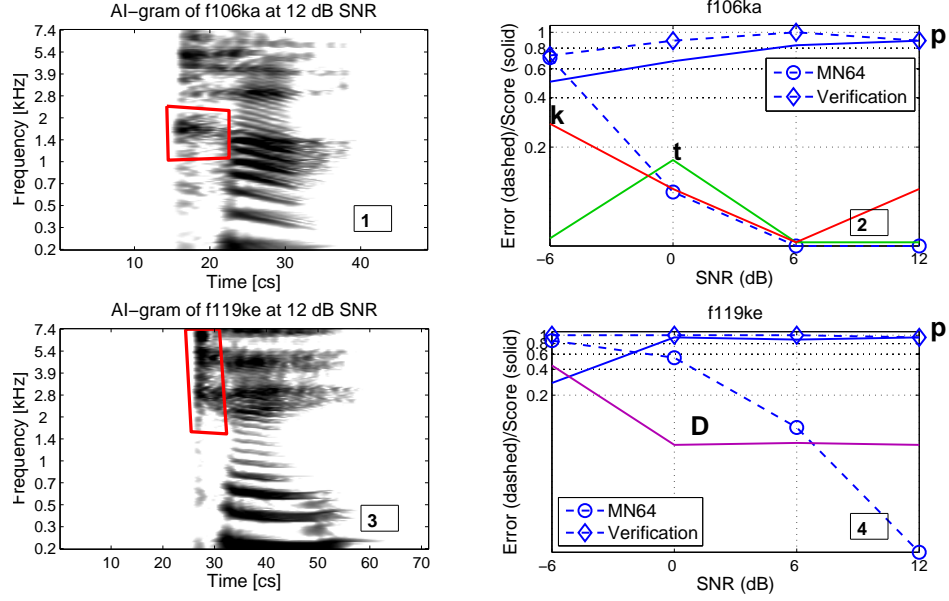 AI-gram of f106ka at 12 dB SNR
7.4
5.4
3.9
2.8
2
1.4
1
0.7
0.5
0.3
0.2
Frequency [kHz]
1
0
10
20
30
40
Time [cs]
f106ka
1
0.8
0.6
0.4
0.2
Error (dashed)/Score (solid)
p
MN64
Verification
k
t
2
-6
0
6
12
SNR (dB)
AI-gram of f119ke at 12 dB SNR
7.4
5.4
3.9
2.8
2
1.4
1
0.7
0.5
0.3
0.2
Frequency [kHz]
3
0
10
20
30
40
50
60
70
Time [cs]
f119ke
1
0.8
0.6
0.4
0.2
Error (dashed)/Score (solid)
p
D
MN64
Verification
4
-6
0
6
12
SNR (dB)